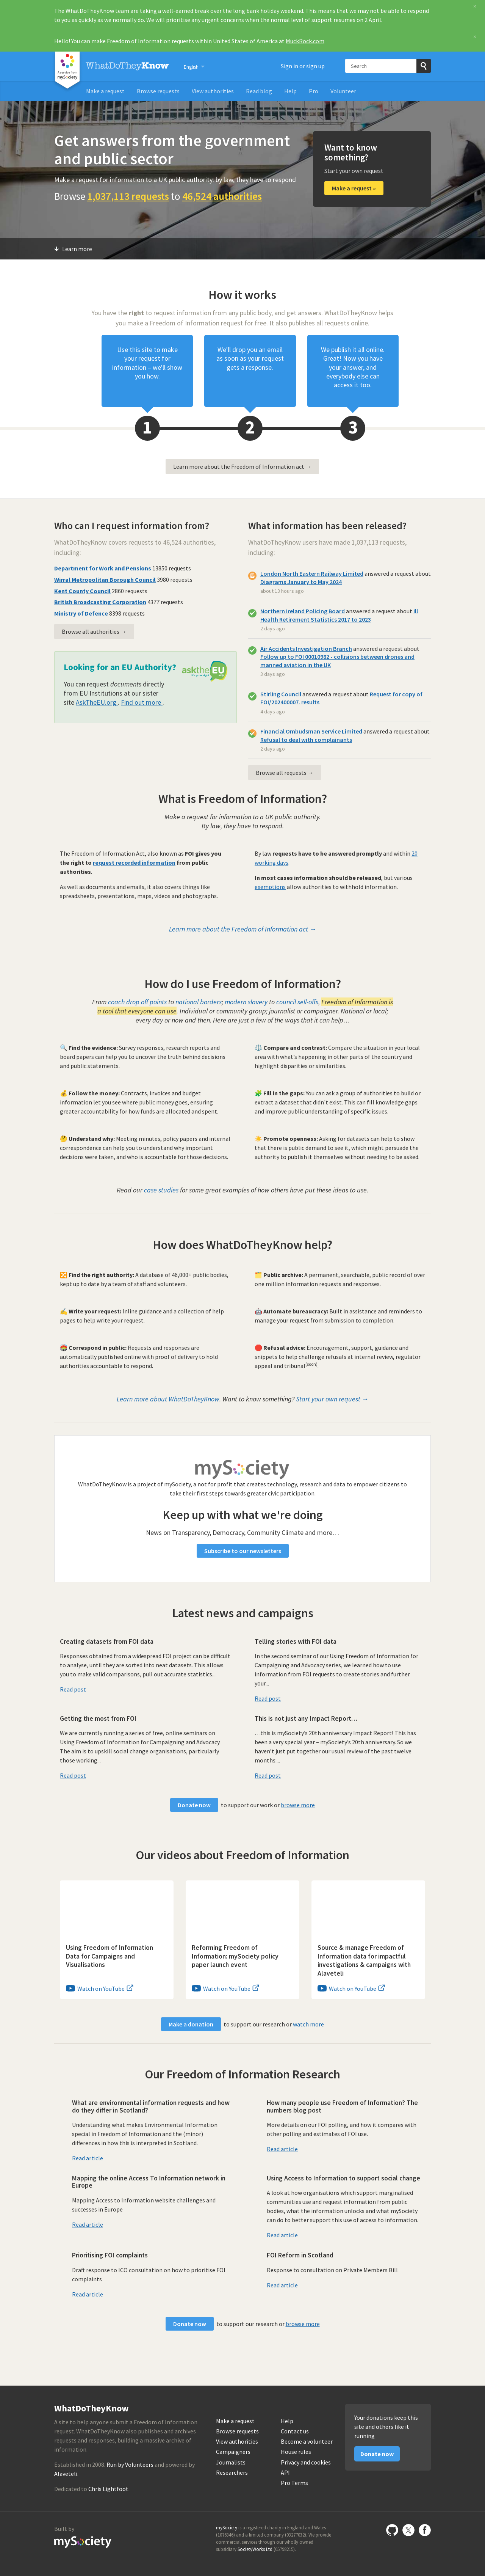 The WhatDoTheyKnow team are taking a well-earned break over the long bank holiday weekend. This means that we may not be able to respond
to you as quickly as we normally do. We will prioritise any urgent concerns when the normal level of support resumes on 2 April.
×
Hello! You can make Freedom of Information requests within United States of America at MuckRock.com
×
WhatDoTheyKnow
English
Sign in or sign up
Search
Make a request
Browse requests
View authorities
Read blog
Help
Pro
Volunteer
Get answers from the government
and public sector
Make a request for information to a UK public authority: by law, they have to respond
Browse 1,037,113 requests to 46,524 authorities
Want to know
something?
Start your own request
Make a request »
Learn more
How it works
You have the right to request information from any public body, and get answers. WhatDoTheyKnow helps
you make a Freedom of Information request for free. It also publishes all requests online.
Use this site to make
your request for
information – we'll show
you how.
We'll drop you an email
as soon as your request
gets a response.
We publish it all online.
Great! Now you have
your answer, and
everybody else can
access it too.
1
2
3
Learn more about the Freedom of Information act →
Who can I request information from?
WhatDoTheyKnow covers requests to 46,524 authorities,
including:
Department for Work and Pensions 13850 requests
Wirral Metropolitan Borough Council 3980 requests
Kent County Council 2860 requests
British Broadcasting Corporation 4377 requests
Ministry of Defence 8398 requests
Browse all authorities →
Looking for an EU Authority?
You can request documents directly
from EU Institutions at our sister
site AskTheEU.org . Find out more .
asktheEU
What information has been released?
WhatDoTheyKnow users have made 1,037,113 requests,
including:
London North Eastern Railway Limited answered a request about
Diagrams January to May 2024
about 13 hours ago
Northern Ireland Policing Board answered a request about Ill
Health Retirement Statistics 2017 to 2023
3 days ago
Air Accidents Investigation Branch answered a request about
Follow up to FOI 00010982 - collisions between drones and
manned aviation in the UK
3 days ago
Stirling Council answered a request about Request for copy of
FOI/202400007. results
4 days ago
Financial Ombudsman Service Limited answered a request about
Refusal to deal with complainants
2 days ago
Browse all requests →
What is Freedom of Information?
Make a request for information to a UK public authority.
By law, they have to respond.
The Freedom of Information Act, also known as FOI gives you
the right to request recorded information from public
authorities.
As well as documents and emails, it also covers things like
spreadsheets, presentations, maps, videos and photographs.
By law requests have to be answered promptly and within 20
working days.
In most cases information should be released, but various
exemptions allow authorities to withhold information.
Learn more about the Freedom of Information act →
How do I use Freedom of Information?
From coach drop off points to national borders; modern slavery to council sell-offs, Freedom of Information is
a tool that everyone can use. Individual or community group; journalist or campaigner. National or local;
every day or now and then. Here are just a few of the ways that it can help…
🔍 Find the evidence: Survey responses, research reports and
board papers can help you to uncover the truth behind decisions
and public statements.
⚖️ Compare and contrast: Compare the situation in your local
area with what's happening in other parts of the country and
highlight disparities or similarities.
💰 Follow the money: Contracts, invoices and budget
information let you see where public money goes, ensuring
greater accountability for how funds are allocated and spent.
🧩 Fill in the gaps: You can ask a group of authorities to build or
extract a dataset that didn't exist. This can fill knowledge gaps
and improve public understanding of specific issues.
🤔 Understand why: Meeting minutes, policy papers and internal
correspondence can help you to understand why important
decisions were taken, and who is accountable for those decisions.
☀️ Promote openness: Asking for datasets can help to show
that there is public demand to see it, which might persuade the
authority to publish it themselves without needing to be asked.
Read our case studies for some great examples of how others have put these ideas to use.
How does WhatDoTheyKnow help?
🔀 Find the right authority: A database of 46,000+ public bodies,
kept up to date by a team of staff and volunteers.
🗂️ Public archive: A permanent, searchable, public record of over
one million information requests and responses.
✍️ Write your request: Inline guidance and a collection of help
pages to help write your request.
🤖 Automate bureaucracy: Built in assistance and reminders to
manage your request from submission to completion.
📮 Correspond in public: Requests and responses are
automatically published online with proof of delivery to hold
authorities accountable to respond.
🛑 Refusal advice: Encouragement, support, guidance and
snippets to help challenge refusals at internal review, regulator
appeal and tribunal(soon!)
Learn more about WhatDoTheyKnow. Want to know something? Start your own request →
mySociety
WhatDoTheyKnow is a project of mySociety, a not for profit that creates technology, research and data to empower citizens to
take their first steps towards greater civic participation.
Keep up with what we're doing
News on Transparency, Democracy, Community Climate and more…
Subscribe to our newsletters
Latest news and campaigns
Creating datasets from FOI data
Responses obtained from a widespread FOI project can be difficult
to analyse, until they are sorted into datasets. This allows
you to make valid comparisons, pull out accurate statistics...
Read post
Telling stories with FOI data
In the second seminar of our Using Freedom of Information for
Campaigning and Advocacy series, we learned how to use
information from FOI requests to create stories and further
your...
Read post
Getting the most from FOI
We are currently running a series of free, online seminars on
Using Freedom of Information for Campaigning and Advocacy.
The aim is to upskill social change organisations, particularly
those working...
Read post
This is not just any Impact Report…
…this is mySociety's 20th anniversary Impact Report! This has
been a very special year – mySociety's 20th anniversary. So we
haven't just put together our usual review of the past twelve
months:...
Read post
Donate now to support our work or browse more
Our videos about Freedom of Information
Using Freedom of Information
Data for Campaigns and
Visualisations
Watch on YouTube
Reforming Freedom of
Information: mySociety policy
paper launch event
Watch on YouTube
Source & manage Freedom of
Information data for impactful
investigations & campaigns with
Alaveteli
Watch on YouTube
Make a donation to support our research or watch more
Our Freedom of Information Research
What are environmental information requests and how
do they differ in Scotland?
Understanding what makes Environmental Information
special in Freedom of Information and the (minor)
differences in how this is interpreted in Scotland.
Read article
How many people use Freedom of Information? The
numbers blog post
More details on our FOI polling, and how it compares with
other polling and estimates of FOI use.
Read article
Mapping the online Access To Information network in
Europe
Mapping Access to Information website challenges and
successes in Europe
Read article
Using Access to Information to support social change
A look at how organisations which support marginalised
communities use and request information from public
bodies, what the information unlocks and what mySociety
can do to better support this use of access to information.
Read article
Prioritising FOI complaints
Draft response to ICO consultation on how to prioritise FOI
complaints
Read article
FOI Reform in Scotland
Response to consultation on Private Members Bill
Read article
Donate now to support our research or browse more
WhatDoTheyKnow
A site to help anyone submit a Freedom of Information
request. WhatDoTheyKnow also publishes and archives
requests and responses, building a massive archive of
information.
Established in 2008. Run by Volunteers and powered by
Alaveteli.
Dedicated to Chris Lightfoot.
Make a request
Browse requests
View authorities
Campaigners
Journalists
Researchers
Help
Contact us
Become a volunteer
House rules
Privacy and cookies
API
Pro Terms
Your donations keep this
site and others like it
running
Donate now
Built by
mySociety
mySociety is a registered charity in England and Wales
(1076346) and a limited company (03277032). We provide
commercial services through our wholly owned
subsidiary SocietyWorks Ltd (05798215).